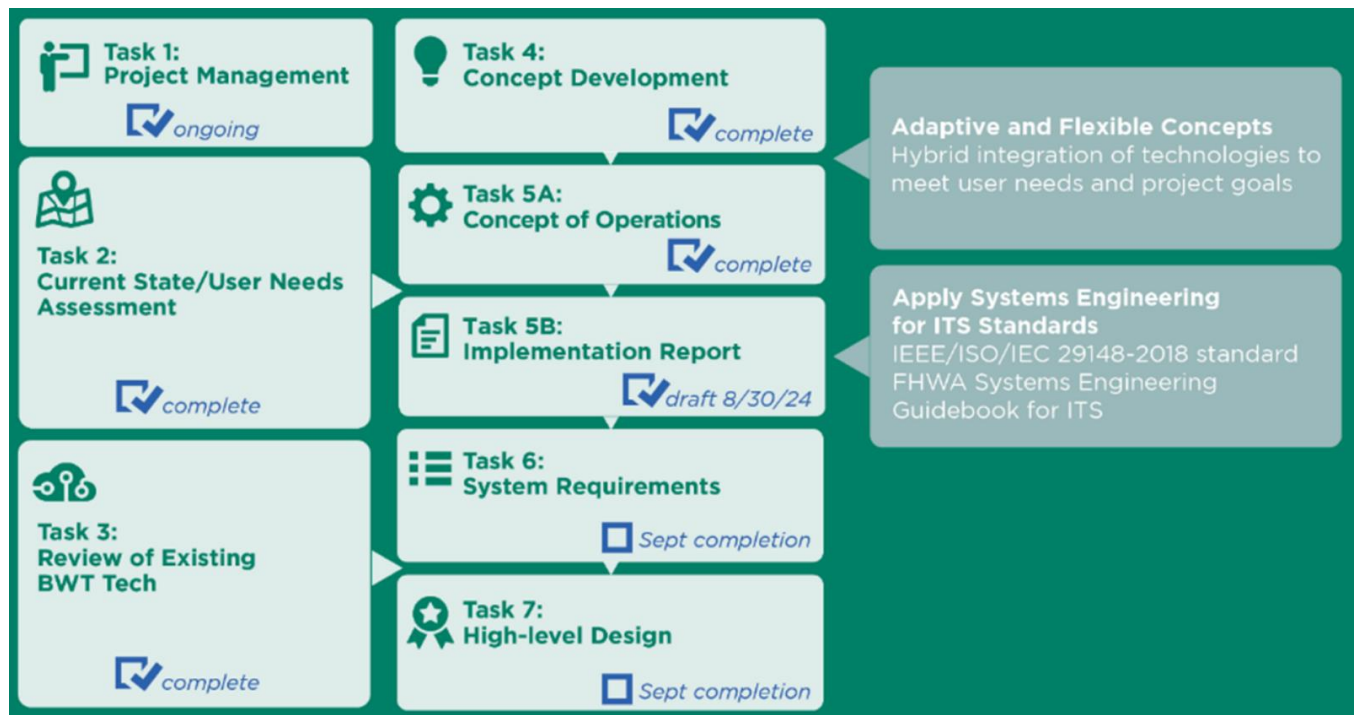 Task 1:
Project Management
ongoing
Task 2:
Current State/User Needs
Assessment
complete
Task 3:
Review of Existing
BWT Tech
complete
Task 4:
Concept Development
complete
Task 5A:
Concept of Operations
complete
Task 5B:
Implementation Report
draft 8/30/24
Task 6:
System Requirements
Sept completion
Task 7:
High-level Design
Sept completion
Adaptive and Flexible Concepts
Hybrid integration of technologies to
meet user needs and project goals
Apply Systems Engineering
for ITS Standards
IEEE/ISO/IEC 29148-2018 standard
FHWA Systems Engineering
Guidebook for ITS